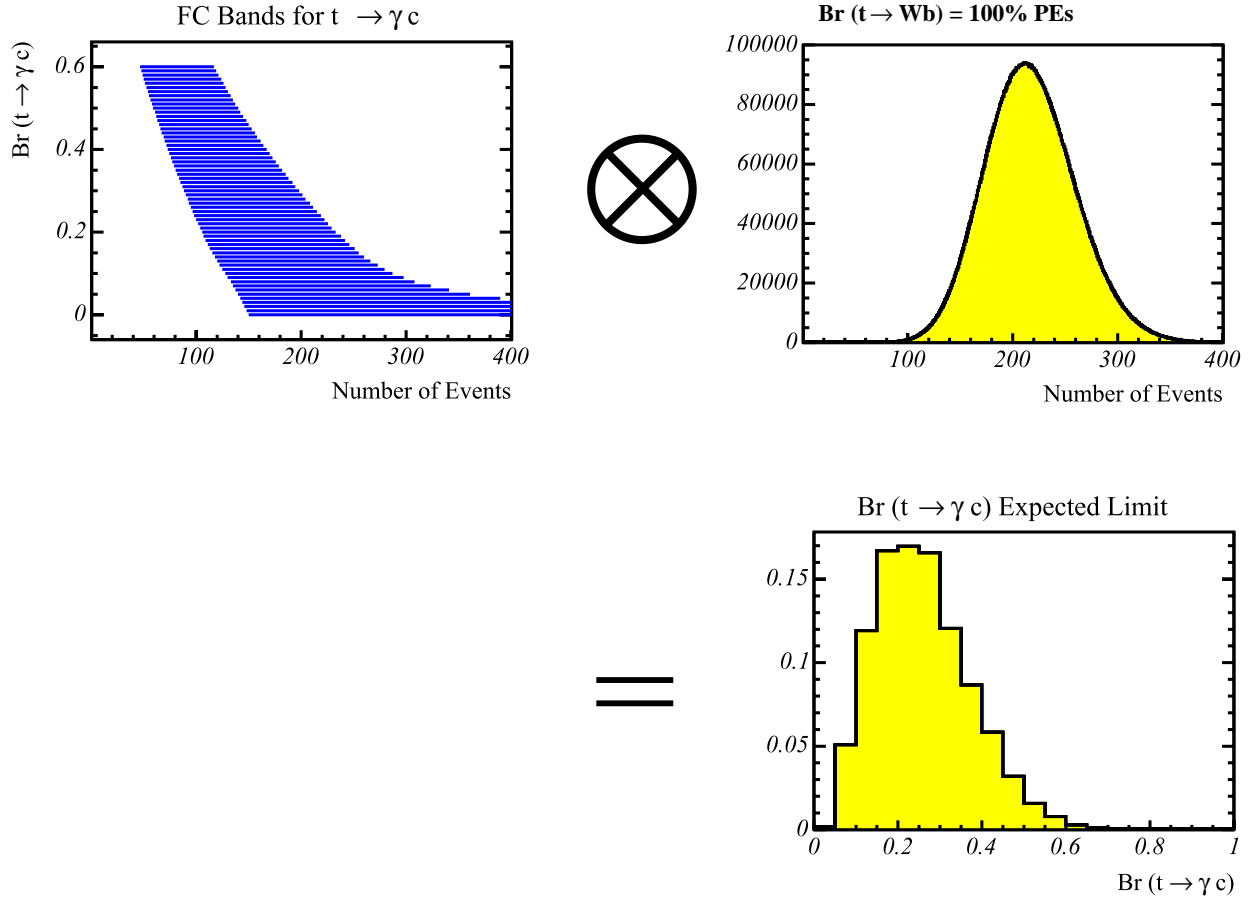 FC Bands for t → γ c
Br (t → γ c)
0.6
0.4
0.2
0
100 200 300 400
Number of Events
Br (t → Wb) = 100% PEs
100000
80000
60000
40000
20000
0
100 200 300 400
Number of Events
Br (t → γ c) Expected Limit
0.15
0.1
0.05
0
0 0.2 0.4 0.6 0.8 1
Br (t → γ c)